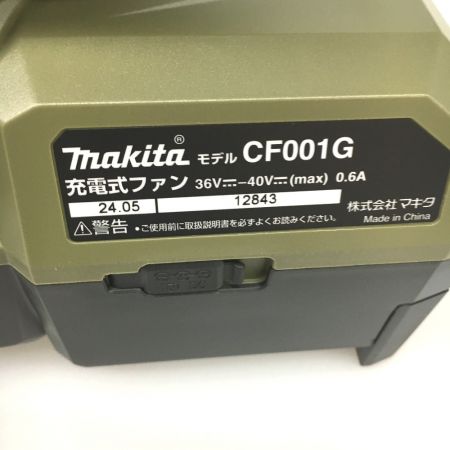 makita® モデル CF001G
充電式ファン 36V⎓-40V⎓(max) 0.6A
24.05 12843 株式会社 マキタ
⚠警告 •ご使用前に取扱説明書を必ずよくお読みください。 Made in China